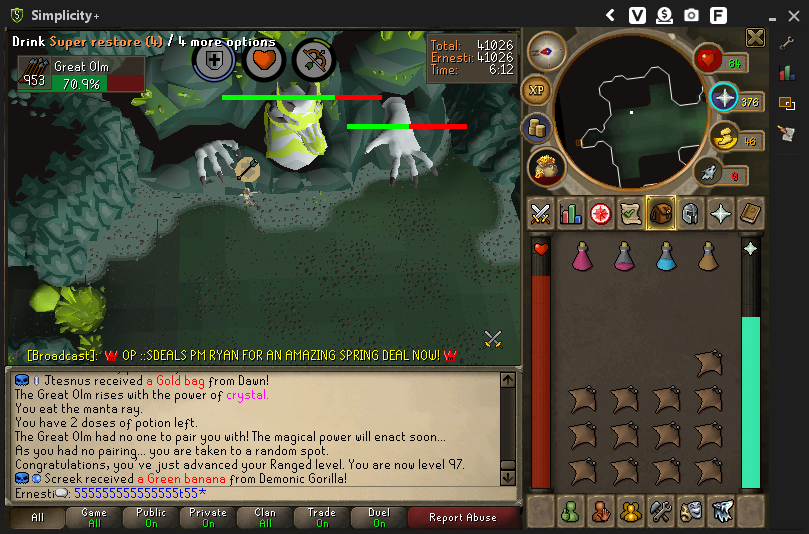 Simplicity+
Drink Super restore (4) / 4 more options
Total: 41026
Ernesti: 41026
Time: 6:12
Great Olm
953
70.9%
84
XP
376
46
0
[Broadcast]: OP ::SDEALS PM RYAN FOR AN AMAZING SPRING DEAL NOW!
Jtesnus received a Gold bag from Dawn!
The Great Olm rises with the power of crystal.
You eat the manta ray.
You have 2 doses of potion left.
The Great Olm had no one to pair you with! The magical power will enact soon...
As you had no pairing... you are taken to a random spot.
Congratulations, you've just advanced your Ranged level. You are now level 97.
Screek received a Green banana from Demonic Gorilla!
Ernesti: 555555555555555t55*
All
Game
All
Public
On
Private
On
Clan
All
Trade
On
Duel
On
Report Abuse